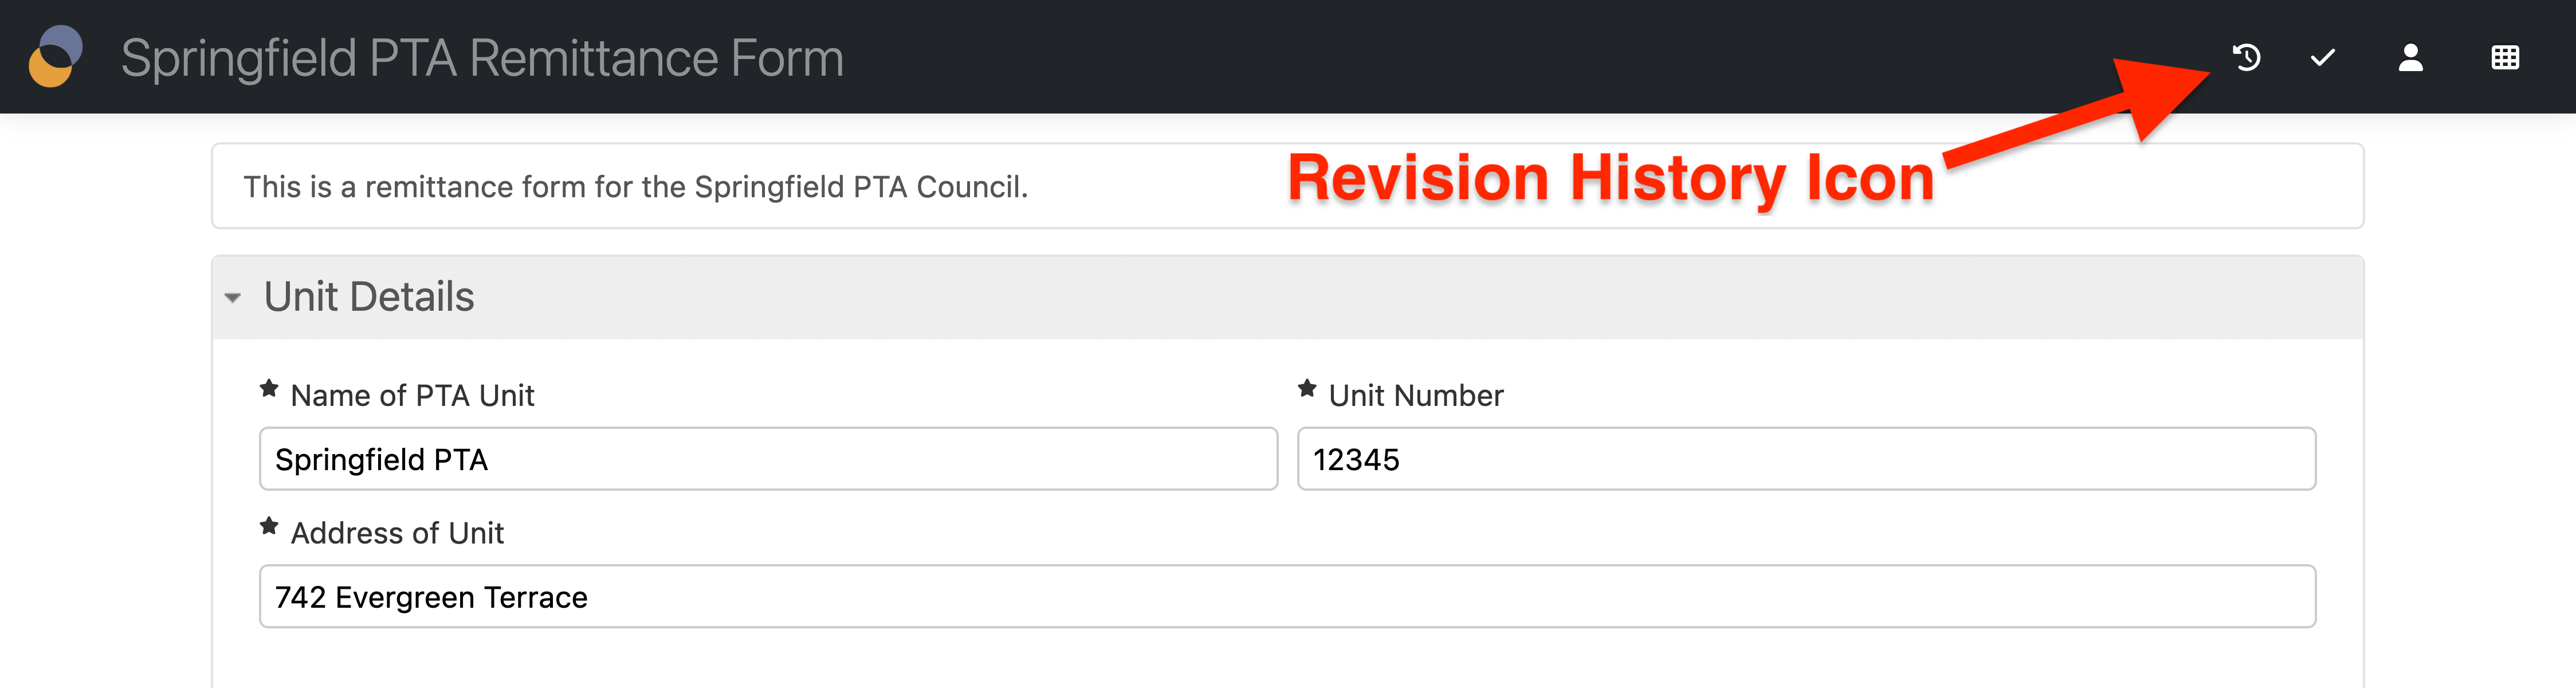 Springfield PTA Remittance Form
This is a remittance form for the Springfield PTA Council.
Revision History Icon
Unit Details
Name of PTA Unit
Unit Number
Springfield PTA
12345
Address of Unit
742 Evergreen Terrace